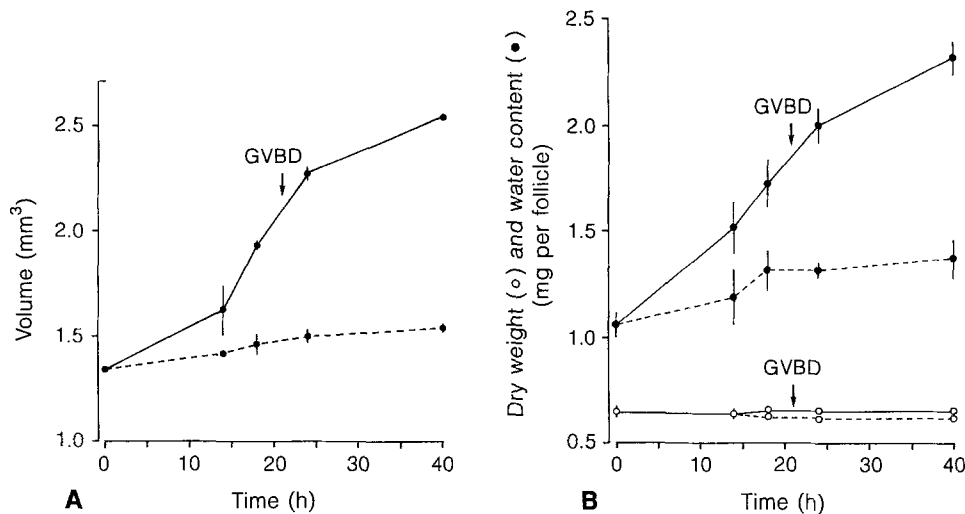 Volume (mm³)
2.5
2.0
1.5
1.0
GVBD
0
10
20
30
40
A
Time (h)
Dry weight (○) and water content (●)
(mg per follicle)
2.5
2.0
1.5
1.0
0.5
GVBD
GVBD
0
10
20
30
40
B
Time (h)